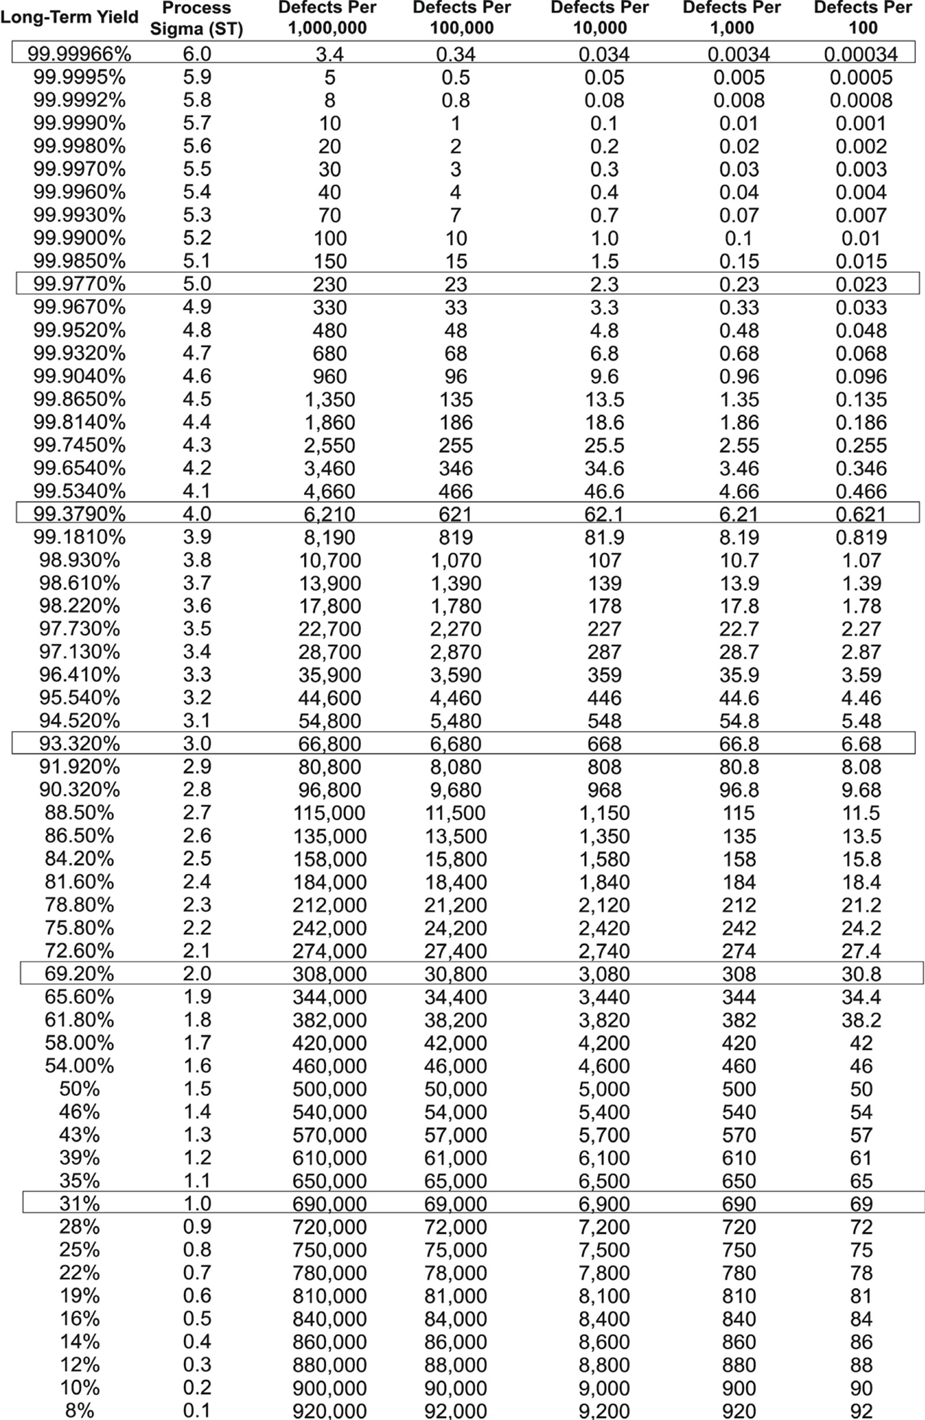 Long-Term Yield Process Sigma (ST) Defects Per 1,000,000 Defects Per 100,000 Defects Per 10,000 Defects Per 1,000 Defects Per 100
99.99966% 6.0 3.4 0.34 0.034 0.0034 0.00034
99.9995% 5.9 5 0.5 0.05 0.005 0.0005
99.9992% 5.8 8 0.8 0.08 0.008 0.0008
99.9990% 5.7 10 1 0.1 0.01 0.001
99.9980% 5.6 20 2 0.2 0.02 0.002
99.9970% 5.5 30 3 0.3 0.03 0.003
99.9960% 5.4 40 4 0.4 0.04 0.004
99.9930% 5.3 70 7 0.7 0.07 0.007
99.9900% 5.2 100 10 1.0 0.1 0.01
99.9850% 5.1 150 15 1.5 0.15 0.015
99.9770% 5.0 230 23 2.3 0.23 0.023
99.9670% 4.9 330 33 3.3 0.33 0.033
99.9520% 4.8 480 48 4.8 0.48 0.048
99.9320% 4.7 680 68 6.8 0.68 0.068
99.9040% 4.6 960 96 9.6 0.96 0.096
99.8650% 4.5 1,350 135 13.5 1.35 0.135
99.8140% 4.4 1,860 186 18.6 1.86 0.186
99.7450% 4.3 2,550 255 25.5 2.55 0.255
99.6540% 4.2 3,460 346 34.6 3.46 0.346
99.5340% 4.1 4,660 466 46.6 4.66 0.466
99.3790% 4.0 6,210 621 62.1 6.21 0.621
99.1810% 3.9 8,190 819 81.9 8.19 0.819
98.930% 3.8 10,700 1,070 107 10.7 1.07
98.610% 3.7 13,900 1,390 139 13.9 1.39
98.220% 3.6 17,800 1,780 178 17.8 1.78
97.730% 3.5 22,700 2,270 227 22.7 2.27
97.130% 3.4 28,700 2,870 287 28.7 2.87
96.410% 3.3 35,900 3,590 359 35.9 3.59
95.540% 3.2 44,600 4,460 446 44.6 4.46
94.520% 3.1 54,800 5,480 548 54.8 5.48
93.320% 3.0 66,800 6,680 668 66.8 6.68
91.920% 2.9 80,800 8,080 808 80.8 8.08
90.320% 2.8 96,800 9,680 968 96.8 9.68
88.50% 2.7 115,000 11,500 1,150 115 11.5
86.50% 2.6 135,000 13,500 1,350 135 13.5
84.20% 2.5 158,000 15,800 1,580 158 15.8
81.60% 2.4 184,000 18,400 1,840 184 18.4
78.80% 2.3 212,000 21,200 2,120 212 21.2
75.80% 2.2 242,000 24,200 2,420 242 24.2
72.60% 2.1 274,000 27,400 2,740 274 27.4
69.20% 2.0 308,000 30,800 3,080 308 30.8
65.60% 1.9 344,000 34,400 3,440 344 34.4
61.80% 1.8 382,000 38,200 3,820 382 38.2
58.00% 1.7 420,000 42,000 4,200 420 42
54.00% 1.6 460,000 46,000 4,600 460 46
50% 1.5 500,000 50,000 5,000 500 50
46% 1.4 540,000 54,000 5,400 540 54
43% 1.3 570,000 57,000 5,700 570 57
39% 1.2 610,000 61,000 6,100 610 61
35% 1.1 650,000 65,000 6,500 650 65
31% 1.0 690,000 69,000 6,900 690 69
28% 0.9 720,000 72,000 7,200 720 72
25% 0.8 750,000 75,000 7,500 750 75
22% 0.7 780,000 78,000 7,800 780 78
19% 0.6 810,000 81,000 8,100 810 81
16% 0.5 840,000 84,000 8,400 840 84
14% 0.4 860,000 86,000 8,600 860 86
12% 0.3 880,000 88,000 8,800 880 88
10% 0.2 900,000 90,000 9,000 900 90
8% 0.1 920,000 92,000 9,200 920 92